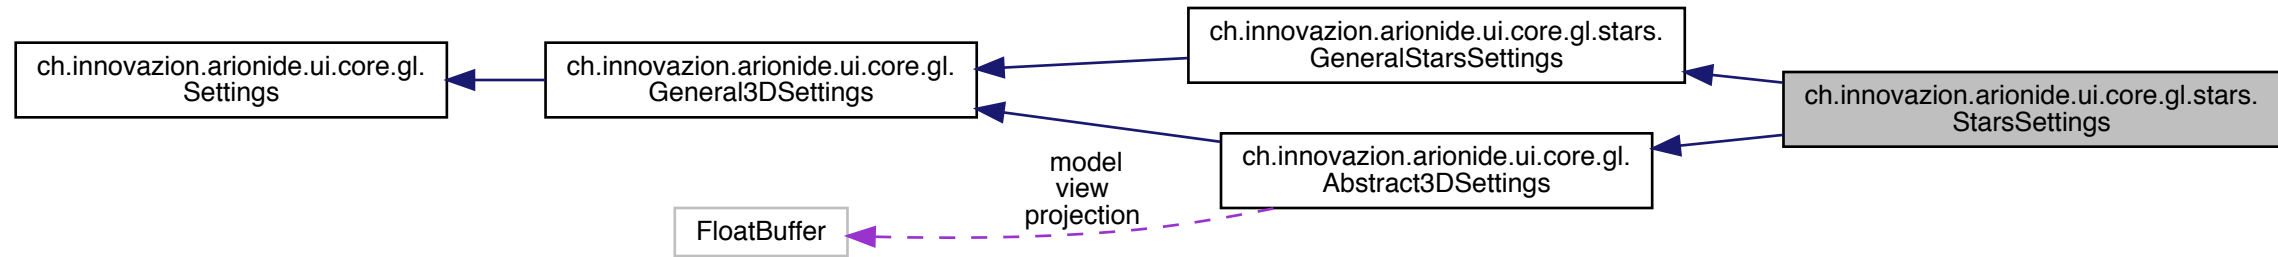 ch.innovazion.arionide.ui.core.gl.
Settings
ch.innovazion.arionide.ui.core.gl.
General3DSettings
ch.innovazion.arionide.ui.core.gl.stars.
GeneralStarsSettings
ch.innovazion.arionide.ui.core.gl.
Abstract3DSettings
ch.innovazion.arionide.ui.core.gl.stars.
StarsSettings
model
view
projection
FloatBuffer